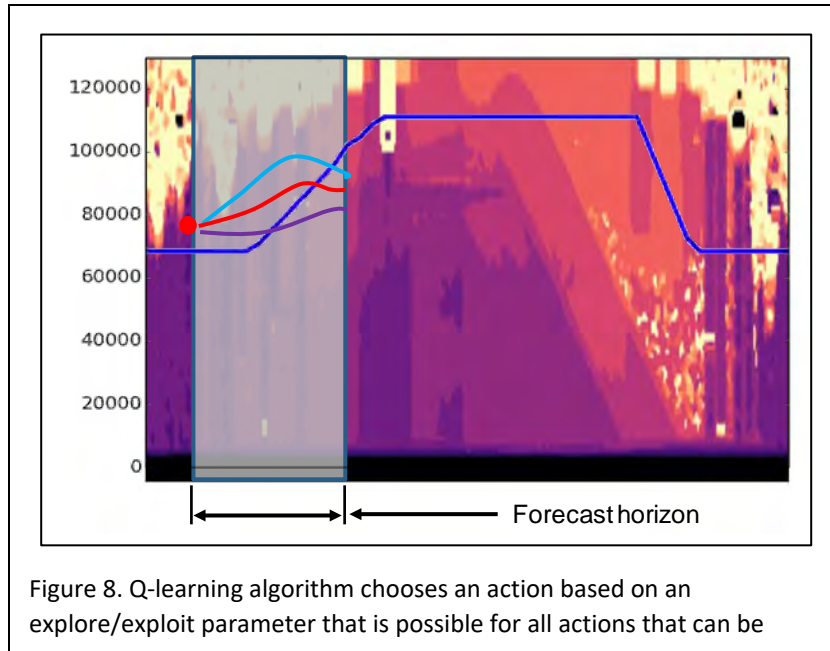 120000
100000
80000
60000
40000
20000
0
Forecast horizon
Figure 8. Q-learning algorithm chooses an action based on an
explore/exploit parameter that is possible for all actions that can be